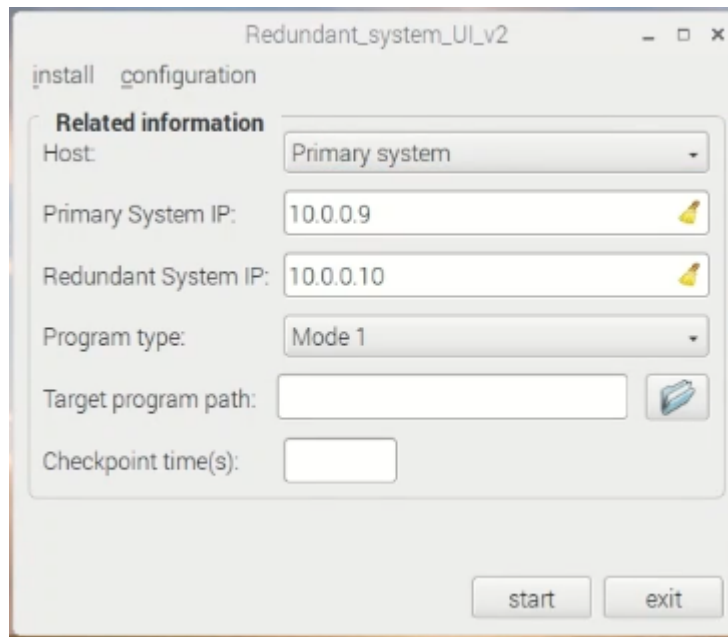 Redundant_system_UI_v2
install configuration
Related information
Host: Primary system
Primary System IP: 10.0.0.9
Redundant System IP: 10.0.0.10
Program type: Mode 1
Target program path:
Checkpoint time(s):
start exit